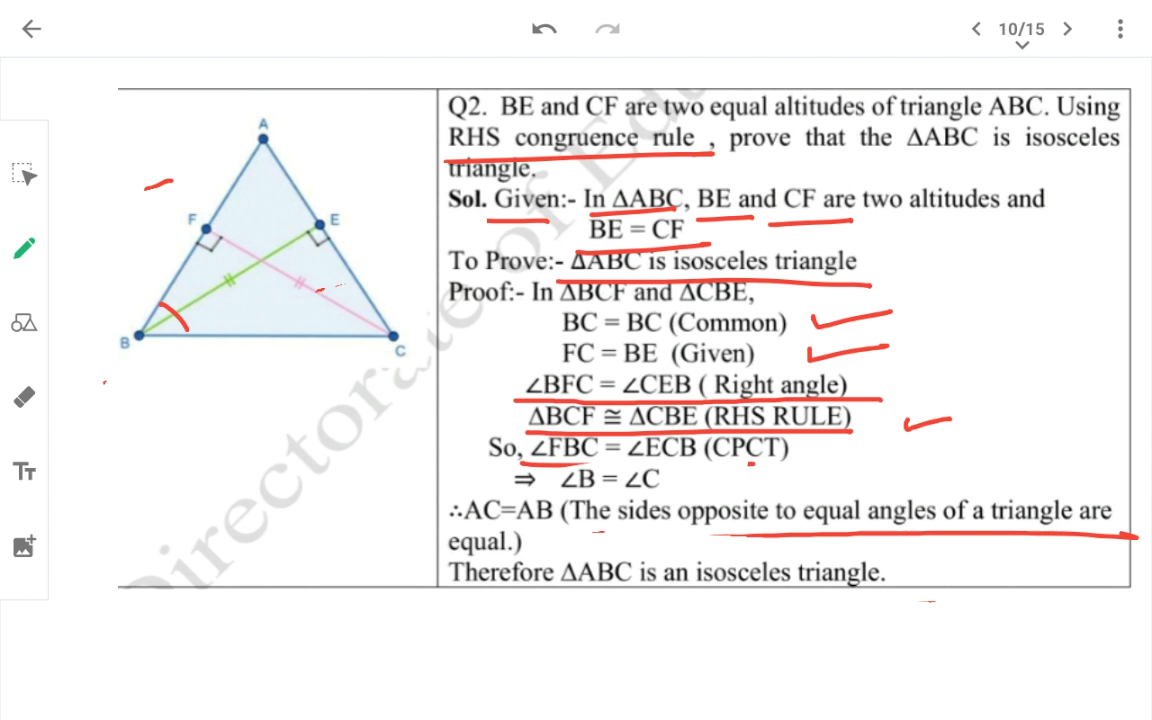 10/15
Q2. BE and CF are two equal altitudes of triangle ABC. Using
RHS congruence rule , prove that the ΔABC is isosceles
triangle.
Sol. Given:- In ΔABC, BE and CF are two altitudes and
BE = CF
To Prove:- ΔABC is isosceles triangle
Proof:- In ΔBCF and ΔCBE,
BC = BC (Common)
FC = BE (Given)
∠BFC = ∠CEB ( Right angle)
ΔBCF ≅ ΔCBE (RHS RULE)
So, ∠FBC = ∠ECB (CPCT)
⇒ ∠B = ∠C
∴AC=AB (The sides opposite to equal angles of a triangle are
equal.)
Therefore ΔABC is an isosceles triangle.
A
F
E
B
C
Directorate of Edu
Tт